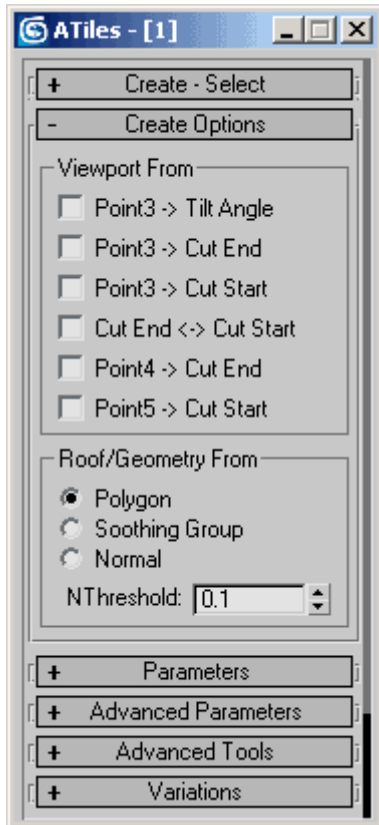 ATiles - [1]
+ Create - Select
- Create Options
Viewport From
Point3 -> Tilt Angle
Point3 -> Cut End
Point3 -> Cut Start
Cut End <-> Cut Start
Point4 -> Cut End
Point5 -> Cut Start
Roof/Geometry From
Polygon
Soothing Group
Normal
NThreshold: 0.1
+ Parameters
+ Advanced Parameters
+ Advanced Tools
+ Variations